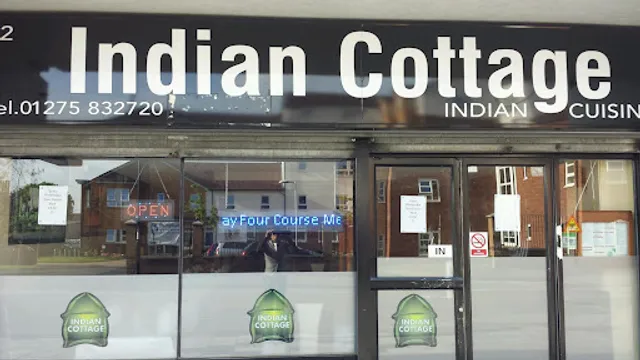 2
Indian Cottage
el.01275 832720
INDIAN CUISIN
OPEN
ay Four Course Me
IN
INDIAN
COTTAGE
INDIAN
COTTAGE
INDIAN
COTTAGE